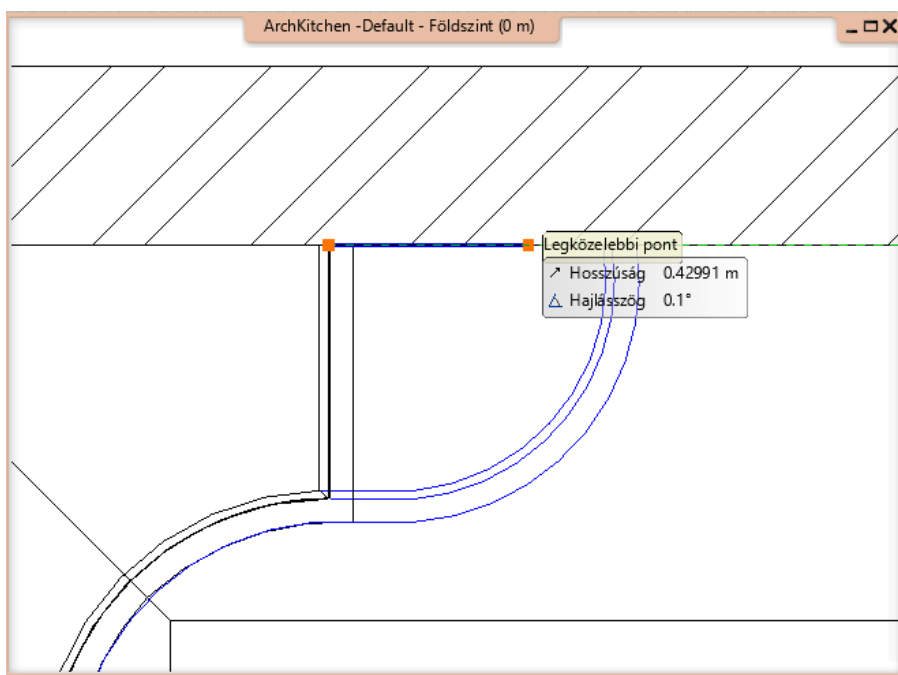 ArchKitchen -Default - Földszint (0 m)
Legközelebbi pont
Hosszúság 0.42991 m
Hajlásszög 0.1°